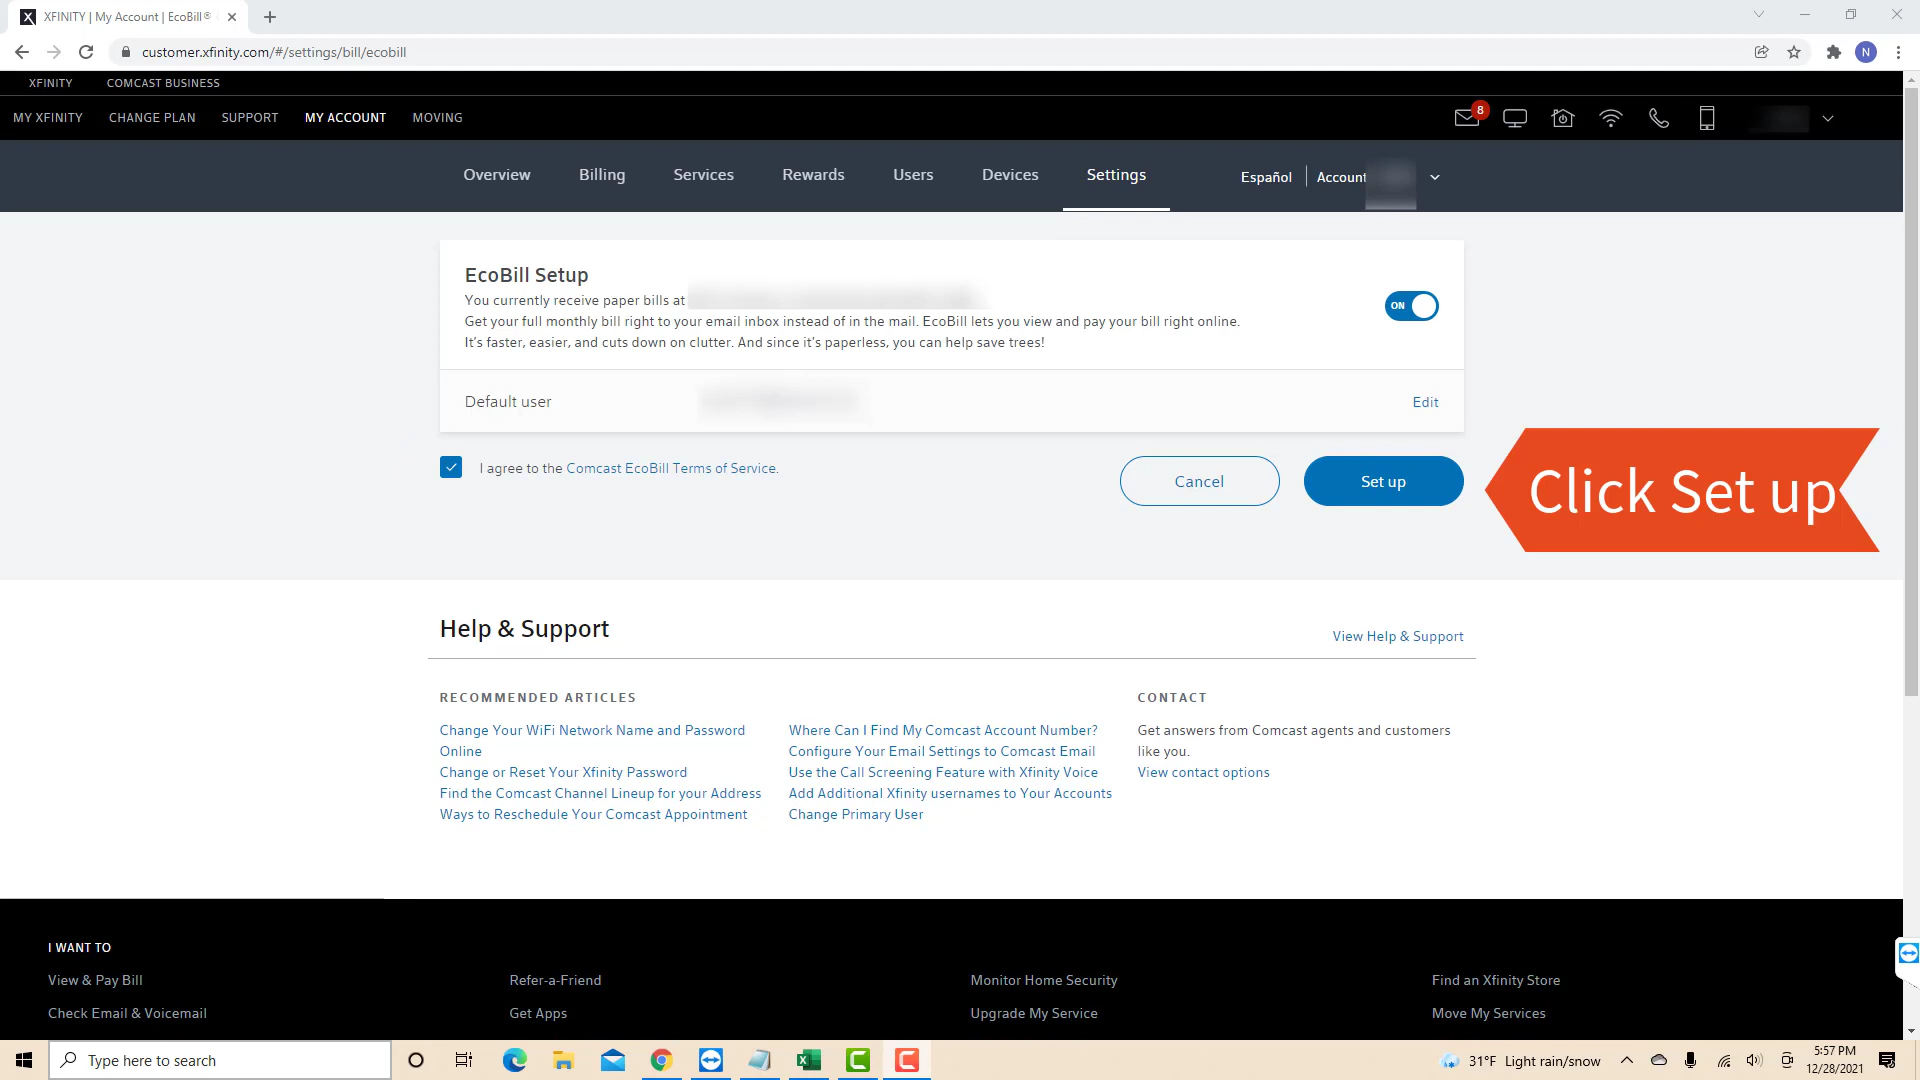 XFINITY | My Account | EcoBill®
customer.xfinity.com/#/settings/bill/ecobill
N
XFINITY COMCAST BUSINESS
MY XFINITY CHANGE PLAN SUPPORT MY ACCOUNT MOVING
8
Overview Billing Services Rewards Users Devices Settings Español Account
EcoBill Setup
You currently receive paper bills at
Get your full monthly bill right to your email inbox instead of in the mail. EcoBill lets you view and pay your bill right online.
It's faster, easier, and cuts down on clutter. And since it's paperless, you can help save trees!
ON
Default user
Edit
I agree to the Comcast EcoBill Terms of Service.
Cancel
Set up
Click Set up
Help & Support
View Help & Support
RECOMMENDED ARTICLES
Change Your WiFi Network Name and Password
Online
Change or Reset Your Xfinity Password
Find the Comcast Channel Lineup for your Address
Ways to Reschedule Your Comcast Appointment
Where Can I Find My Comcast Account Number?
Configure Your Email Settings to Comcast Email
Use the Call Screening Feature with Xfinity Voice
Add Additional Xfinity usernames to Your Accounts
Change Primary User
CONTACT
Get answers from Comcast agents and customers
like you.
View contact options
I WANT TO
View & Pay Bill
Check Email & Voicemail
Refer-a-Friend
Get Apps
Monitor Home Security
Upgrade My Service
Find an Xfinity Store
Move My Services
Type here to search
31°F Light rain/snow
5:57 PM
12/28/2021